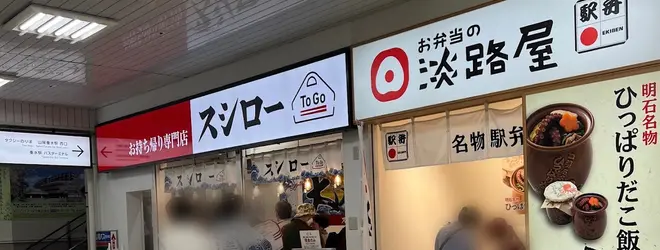 お持ち帰り専門店
スシロー
To Go
お弁当の
淡路屋
駅弁
EKIBEN
スシロー
駅弁
名物駅弁
明石名物
ひっぱりだこ飯